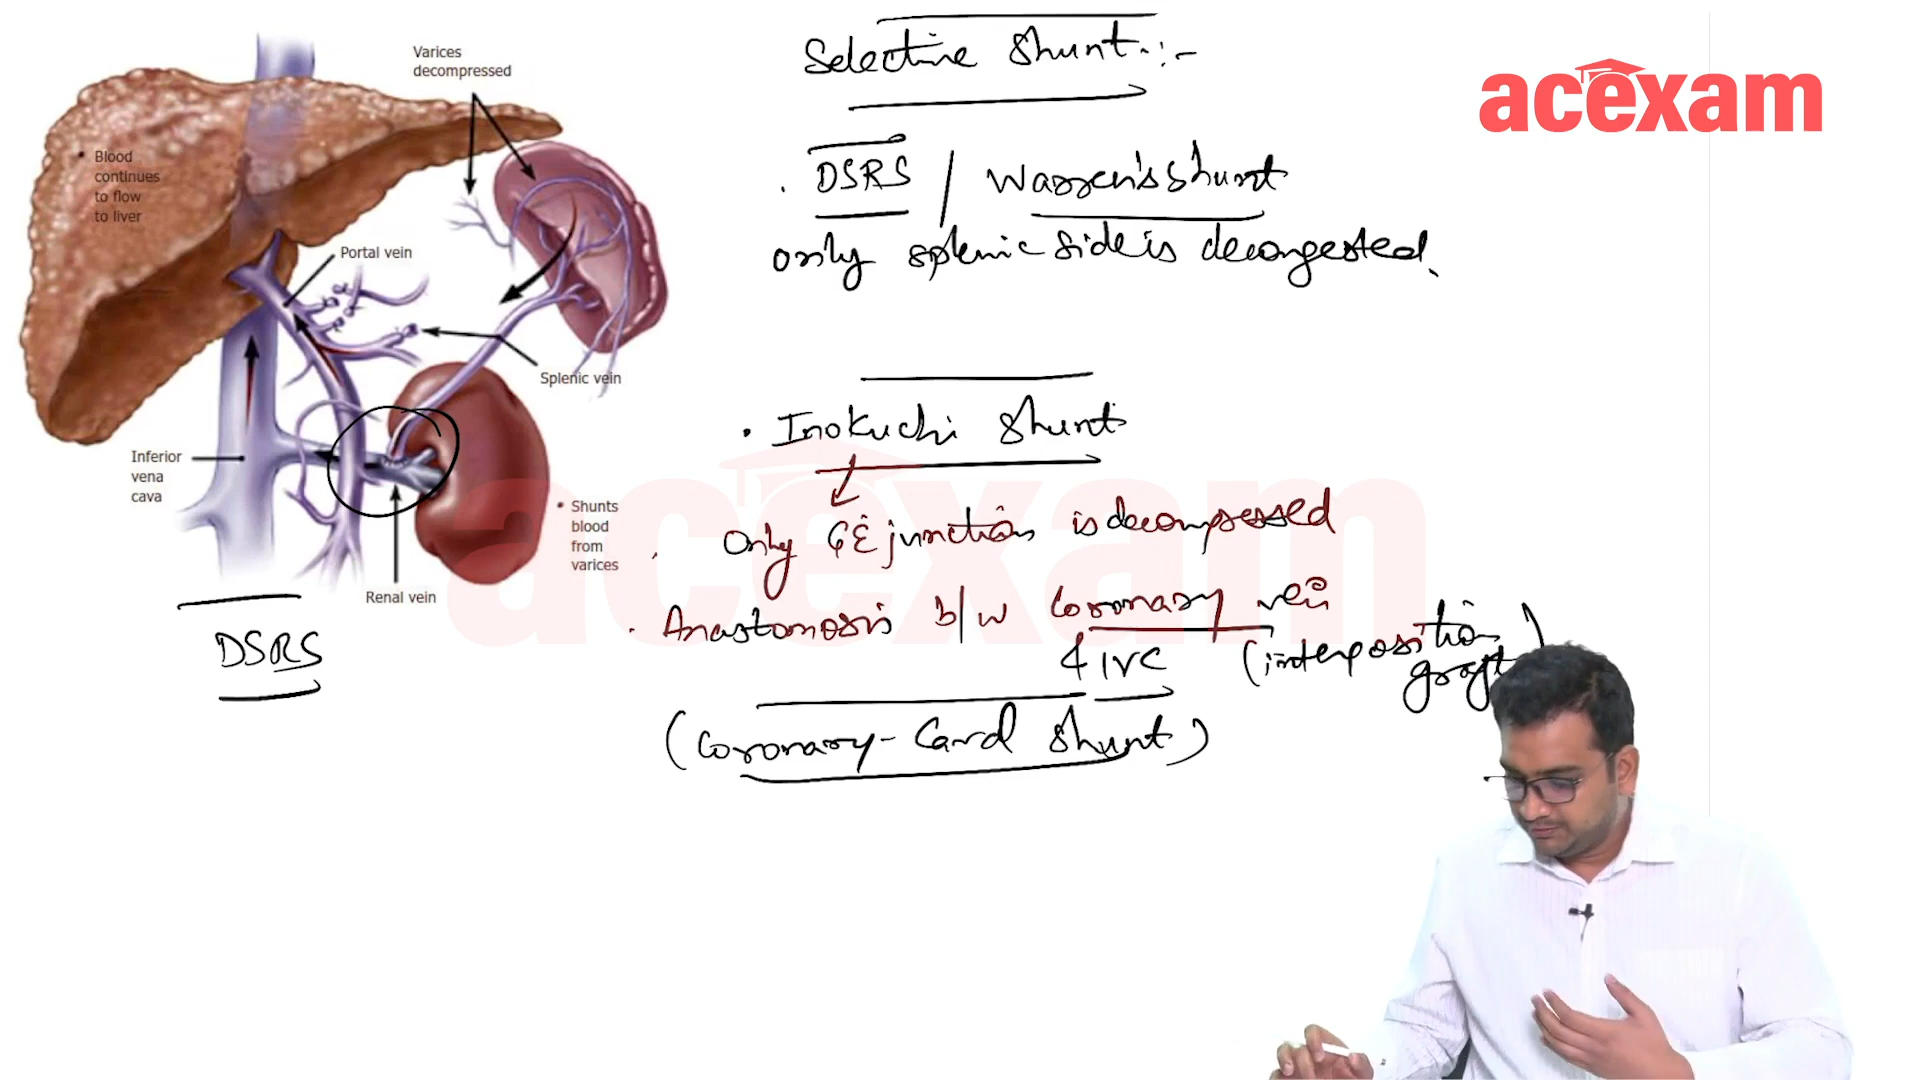 Varices
decompressed
• Blood
continues
to flow
to liver
Portal vein
Splenic vein
Inferior
vena
cava
• Shunts
blood
from
varices
Renal vein
DSRS
Selective Shunt :-
. DSRS / Warren's Shunt
only splenic side is decongested.
• Inokuchi Shunt
Only GE junction is decompressed
. Anastomosis b/w Coronary vein
& IVC (interposition
graft)
(Coronary-Caval Shunt)
acexam
acexam